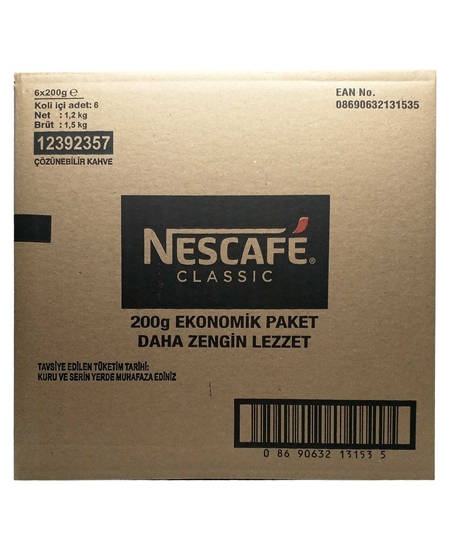 6x200g ℮
Koli içi adet: 6
Net : 1,2 kg
Brüt : 1,5 kg
12392357
ÇÖZÜNEBİLİR KAHVE
EAN No.
08690632131535
NESCAFÉ®
CLASSIC
200g EKONOMİK PAKET
DAHA ZENGİN LEZZET
TAVSİYE EDİLEN TÜKETİM TARİHİ:
KURU VE SERİN YERDE MUHAFAZA EDİNİZ
0 86 90632 13153 5